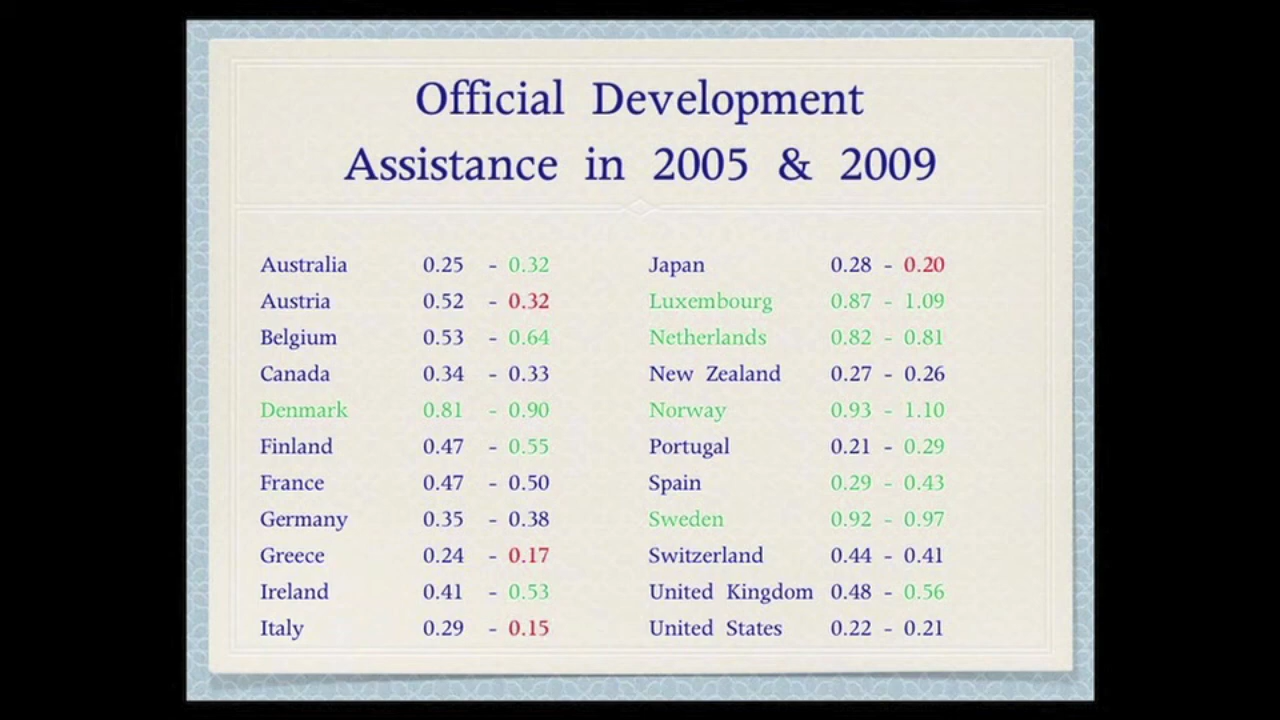 Official Development
Assistance in 2005 & 2009
Australia 0.25 - 0.32
Austria 0.52 - 0.32
Belgium 0.53 - 0.64
Canada 0.34 - 0.33
Denmark 0.81 - 0.90
Finland 0.47 - 0.55
France 0.47 - 0.50
Germany 0.35 - 0.38
Greece 0.24 - 0.17
Ireland 0.41 - 0.53
Italy 0.29 - 0.15
Japan 0.28 - 0.20
Luxembourg 0.87 - 1.09
Netherlands 0.82 - 0.81
New Zealand 0.27 - 0.26
Norway 0.93 - 1.10
Portugal 0.21 - 0.29
Spain 0.29 - 0.43
Sweden 0.92 - 0.97
Switzerland 0.44 - 0.41
United Kingdom 0.48 - 0.56
United States 0.22 - 0.21